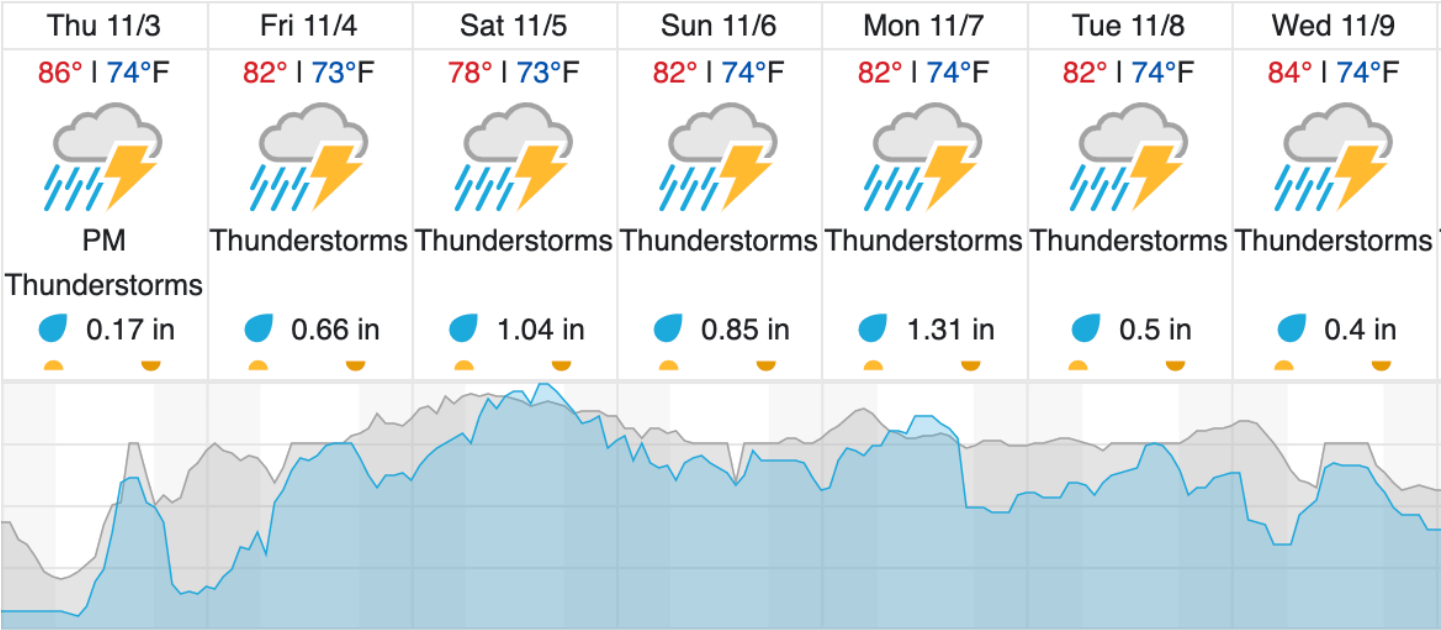 Thu 11/3 Fri 11/4 Sat 11/5 Sun 11/6 Mon 11/7 Tue 11/8 Wed 11/9
86° | 74°F 82° | 73°F 78° | 73°F 82° | 74°F 82° | 74°F 82° | 74°F 84° | 74°F
PM Thunderstorms Thunderstorms Thunderstorms Thunderstorms Thunderstorms Thunderstorms
Thunderstorms
0.17 in 0.66 in 1.04 in 0.85 in 1.31 in 0.5 in 0.4 in